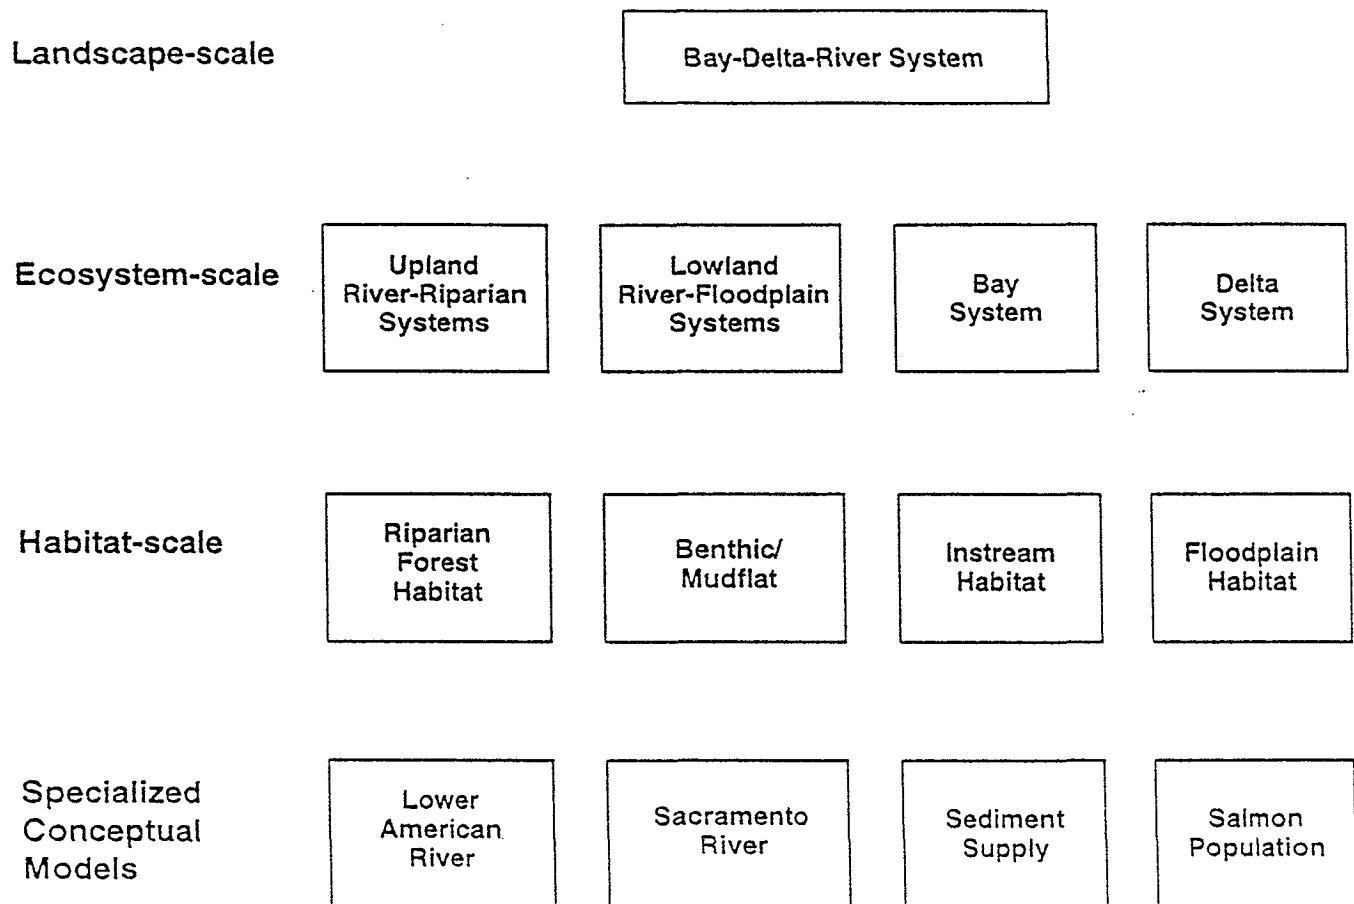 Landscape-scale
Bay-Delta-River System
Ecosystem-scale
Upland
River-Riparian
Systems
Lowland
River-Floodplain
Systems
Bay
System
Delta
System
Habitat-scale
Riparian
Forest
Habitat
Benthic/
Mudflat
Instream
Habitat
Floodplain
Habitat
Specialized
Conceptual
Models
Lower
American
River
Sacramento
River
Sediment
Supply
Salmon
Population